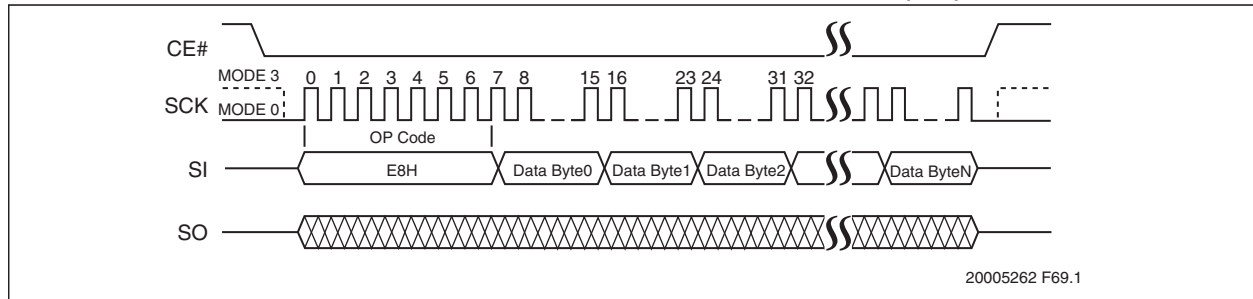 CE#
MODE 3 0 1 2 3 4 5 6 7 8 15 16 23 24 31 32
SCK MODE 0
OP Code
SI E8H Data Byte0 Data Byte1 Data Byte2 Data ByteN
SO
20005262 F69.1